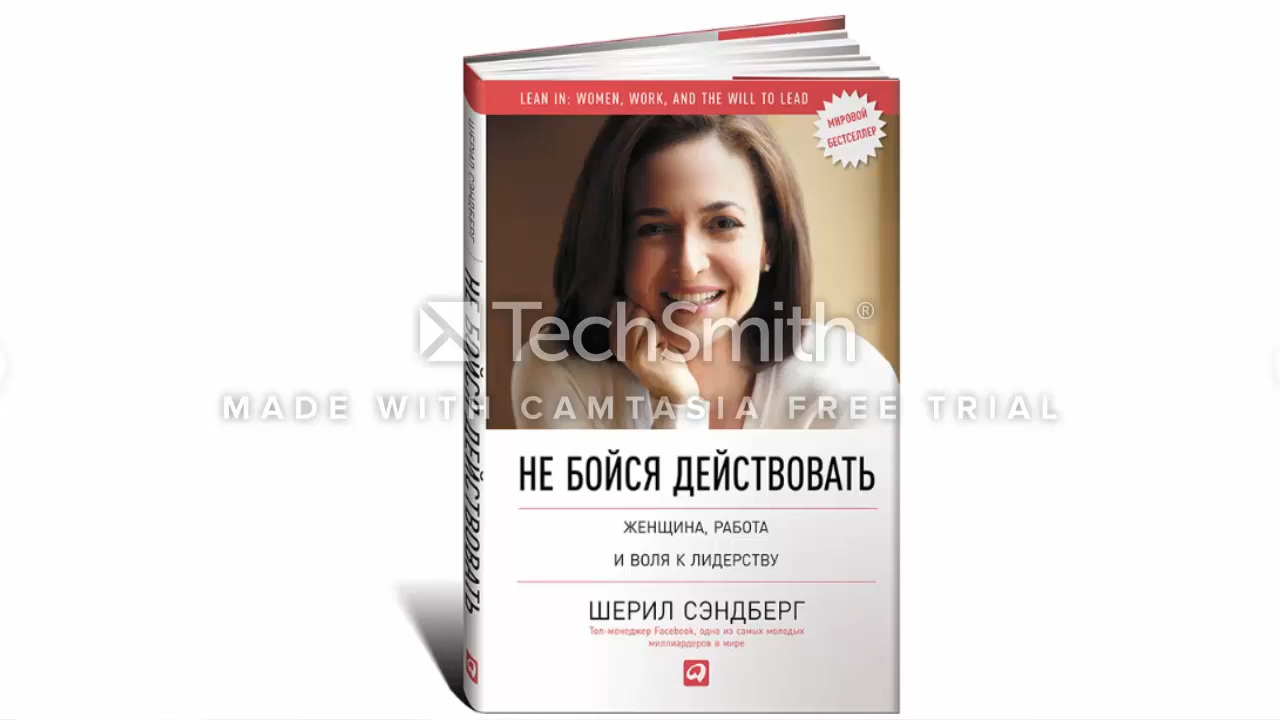 LEAN IN: WOMEN, WORK, AND THE WILL TO LEAD
МИРОВОЙ
БЕСТСЕЛЛЕР
ШЕРИЛ СЭНДБЕРГ
НЕ БОЙСЯ ДЕЙСТВОВАТЬ
TechSmith®
MADE WITH CAMTASIA FREE TRIAL
НЕ БОЙСЯ ДЕЙСТВОВАТЬ
ЖЕНЩИНА, РАБОТА
И ВОЛЯ К ЛИДЕРСТВУ
ШЕРИЛ СЭНДБЕРГ
Топ-менеджер Facebook, одна из самых молодых
миллиардеров в мире